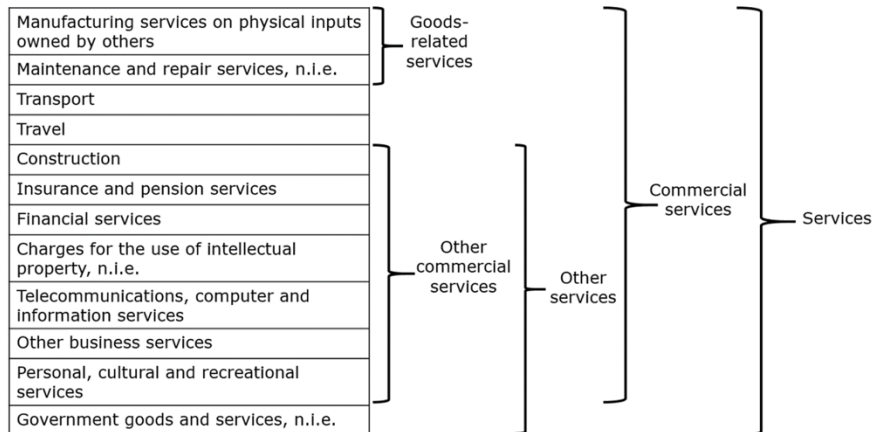 Manufacturing services on physical inputs
owned by others
Maintenance and repair services, n.i.e.
Transport
Travel
Construction
Insurance and pension services
Financial services
Charges for the use of intellectual
property, n.i.e.
Telecommunications, computer and
information services
Other business services
Personal, cultural and recreational
services
Government goods and services, n.i.e.
Goods-
related
services
Other
commercial
services
Other
services
Commercial
services
Services